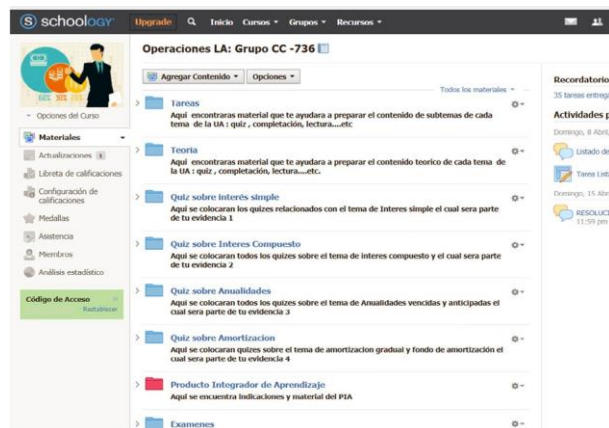 S schoology
Upgrade Inicio Cursos Grupos Recursos
Operaciones LA: Grupo CC -736
Agregar Contenido Opciones
Todos los materiales
Opciones del Curso
Materiales
Actualizaciones 1
Libreta de calificaciones
Configuración de
calificaciones
Medallas
Asistencia
Miembros
Análisis estadístico
Código de Acceso
Restablecer
Tareas
Aqui encontraras material que te ayudara a preparar el contenido de subtemas de cada
tema de la UA : quiz , completación, lectura....etc
Teoria
Aqui encontraras material que te ayudara a preparar el contenido teorico de cada tema de
la UA : quiz , completación, lectura....etc.
Quiz sobre interés simple
Aqui se colocaran los quizes relacionados con el tema de Interes simple el cual sera parte
de tu evidencia 1
Quiz sobre Interes Compuesto
Aqui se colocaran todos los quizes sobre el tema de interes compuesto y el cual sera parte
de tu evidencia 2
Quiz sobre Anualidades
Aqui se colocaran todos los quizes sobre el tema de Anualidades vencidas y anticipadas el
cual sera parte de tu evidencia 3
Quiz sobre Amortizacion
Aqui se colocaran quizes sobre el tema de amortizacion gradual y fondo de amortización el
cual sera parte de tu evidencia 4
Producto Integrador de Aprendizaje
Aqui se encuentra indicaciones y material del PIA
Examenes
Recordatorio
35 tareas entrega
Actividades p
Domingo, 8 Abril,
Listado de
Tarea Lista
Domingo, 15 Abr
RESOLUCI
11:59 pm